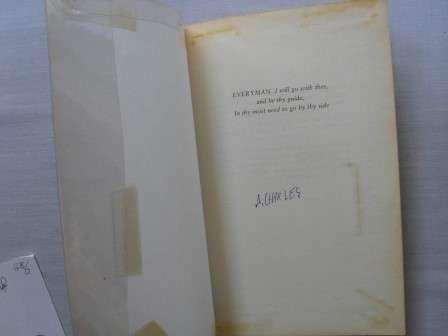 EVERYMAN, I will go with thee,
and be thy guide,
In thy most need to go by thy side
A.CHARLES